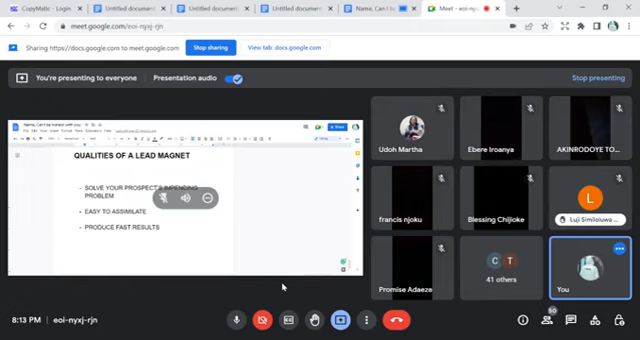 CopyMatic - Login
Untitled document
Untitled document
Untitled document
Name, Can I b
Meet - eoi-nyx
meet.google.com/eoi-nyxj-rjn
Sharing https://docs.google.com to meet.google.com
Stop sharing
View tab: docs.google.com
You're presenting to everyone
Presentation audio
Stop presenting
QUALITIES OF A LEAD MAGNET
- SOLVE YOUR PROSPECT'S IMPENDING
PROBLEM
- EASY TO ASSIMILATE
- PRODUCE FAST RESULTS
Udoh Martha
Ebere Iroanya
AKINRODOYE TO...
francis njoku
Blessing Chijioke
L
Luji Similoluwa
Promise Adaeze
C T
41 others
You
8:13 PM
eoi-nyxj-rjn
50